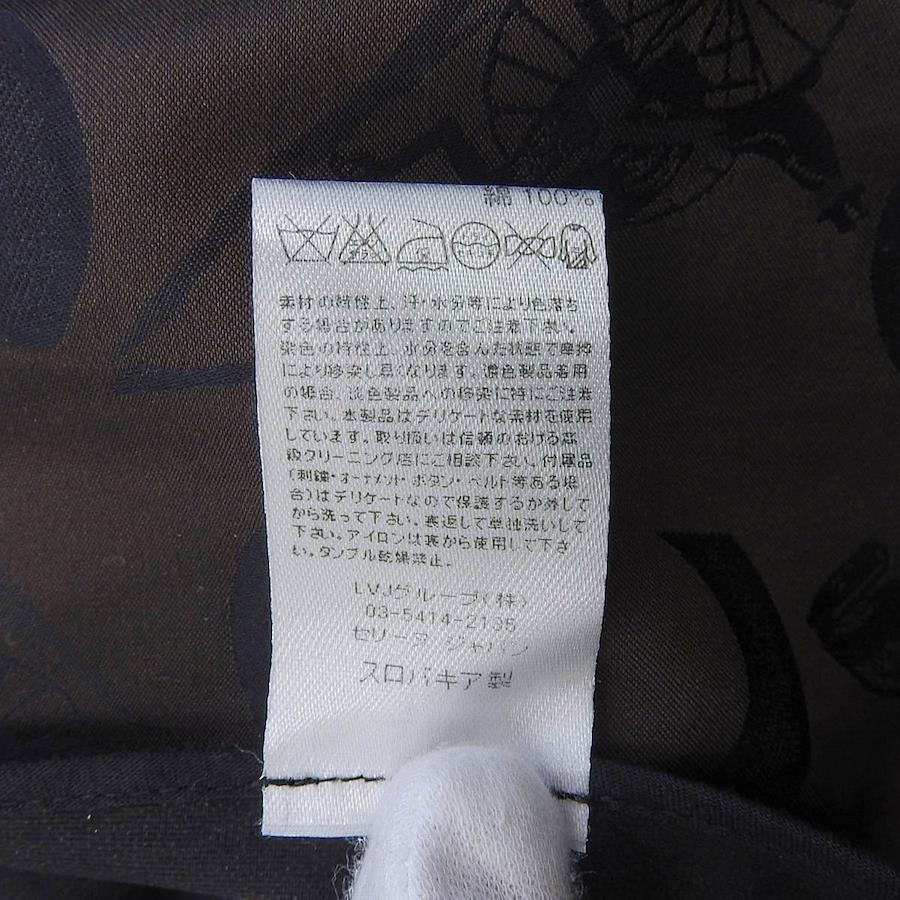 綿 100%
素材の特性上、汗・水分等により色落ち
する場合がありますのでご注意下さい。
染色の特性上、水分を含んだ状態で摩擦
により移染し易くなります。濃色製品着用
の場合、淡色製品への移染に特にご注意
下さい。本製品はデリケートな素材を使用
しています。取り扱いは信頼のおける高
級クリーニング店にご相談下さい。付属品
(刺繍・オーナメント・ボタン・ベルト等ある場
合)はデリケートなので保護するか外して
から洗って下さい。裏返して単独洗いして
下さい。アイロンは裏から使用して下さ
い。タンブル乾燥禁止。
LVJグループ(株)
03-5414-2195
セリーヌ ジャパン
スロバキア製